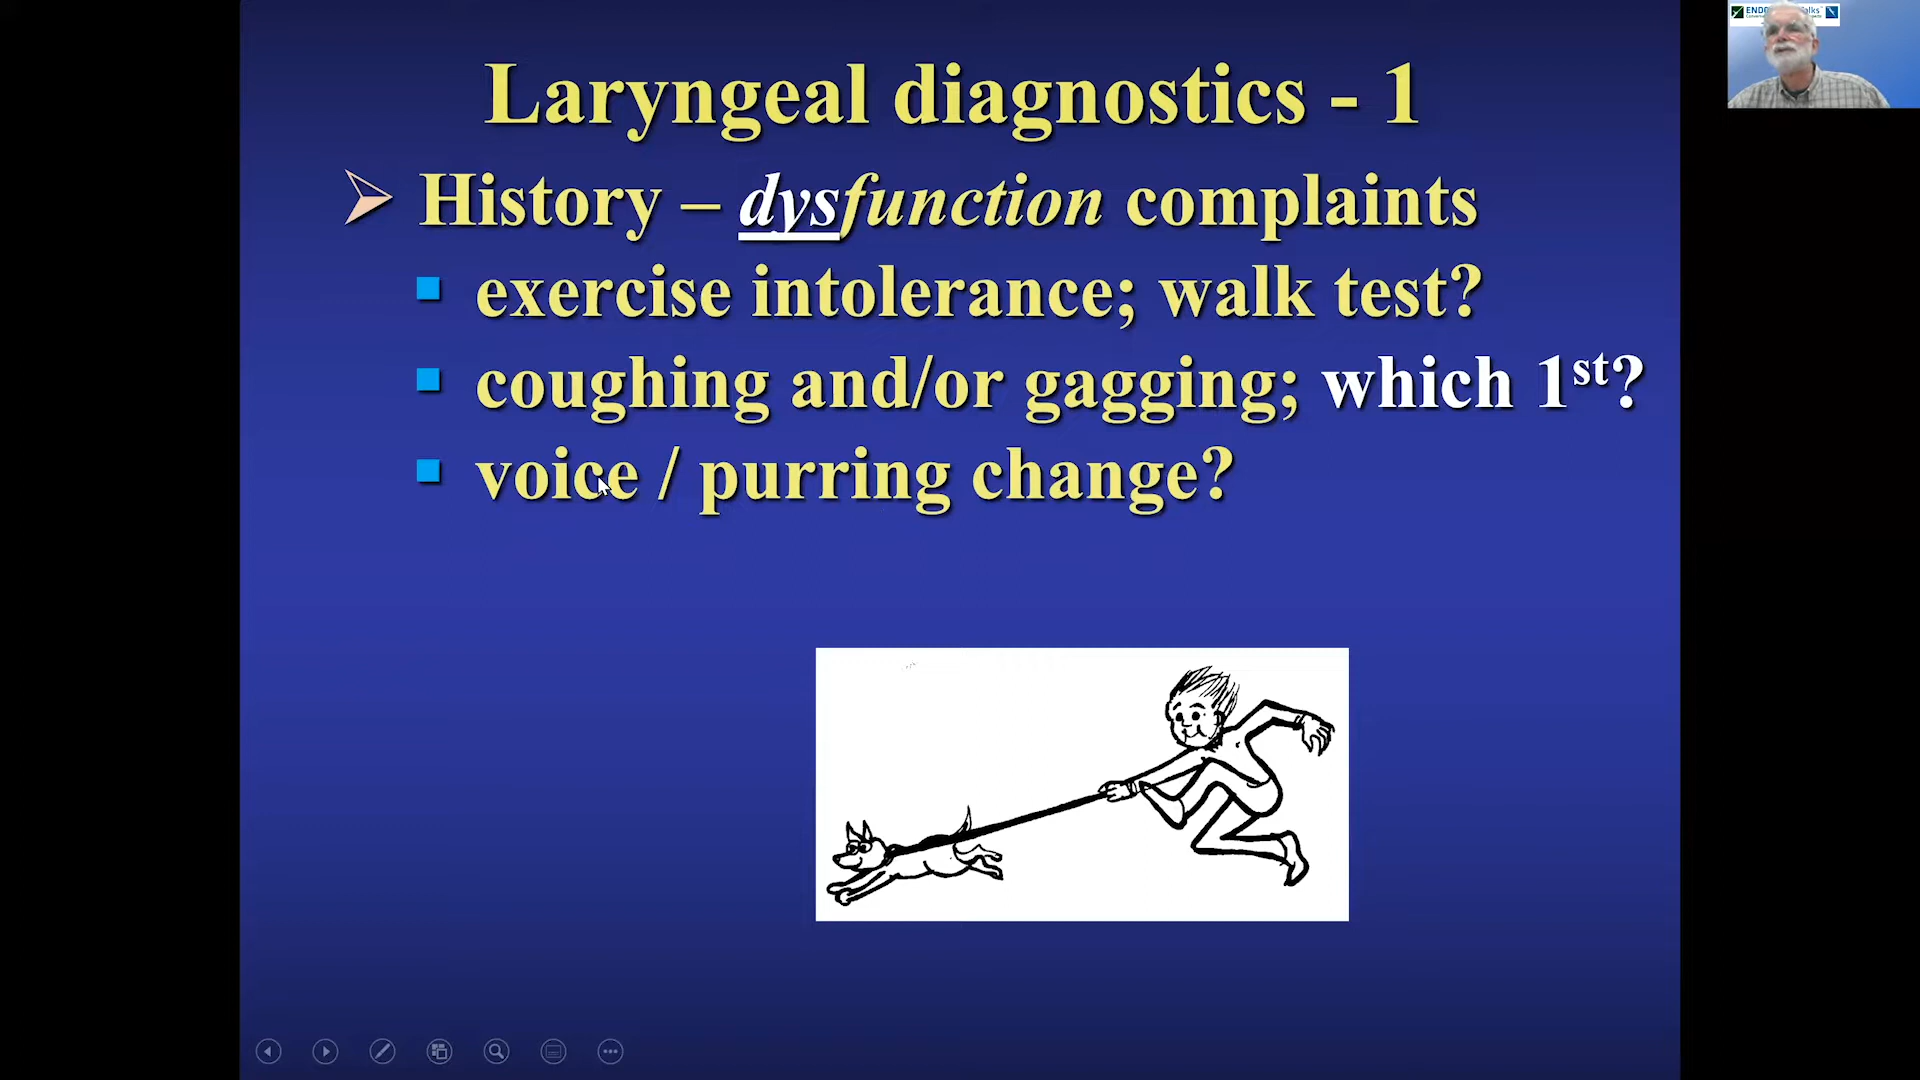 Laryngeal diagnostics - 1
History – dysfunction complaints
exercise intolerance; walk test?
coughing and/or gagging; which 1st?
voice / purring change?